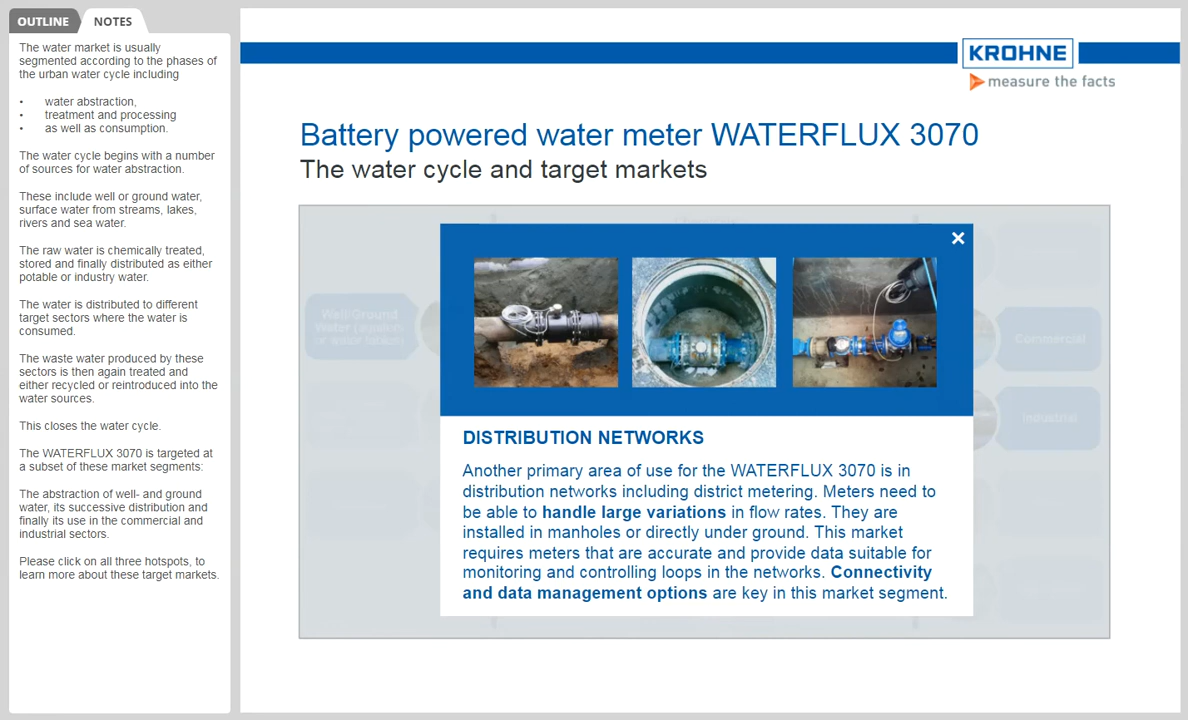 OUTLINE
NOTES
The water market is usually
segmented according to the phases of
the urban water cycle including
• water abstraction,
• treatment and processing
• as well as consumption.
The water cycle begins with a number
of sources for water abstraction.
These include well or ground water,
surface water from streams, lakes,
rivers and sea water.
The raw water is chemically treated,
stored and finally distributed as either
potable or industry water.
The water is distributed to different
target sectors where the water is
consumed.
The waste water produced by these
sectors is then again treated and
either recycled or reintroduced into the
water sources.
This closes the water cycle.
The WATERFLUX 3070 is targeted at
a subset of these market segments:
The abstraction of well- and ground
water, its successive distribution and
finally its use in the commercial and
industrial sectors.
Please click on all three hotspots, to
learn more about these target markets.
KROHNE
measure the facts
Battery powered water meter WATERFLUX 3070
The water cycle and target markets
Well/Ground
Water (aquifers
or water tables)
Commercial
Industrial
DISTRIBUTION NETWORKS
Another primary area of use for the WATERFLUX 3070 is in
distribution networks including district metering. Meters need to
be able to handle large variations in flow rates. They are
installed in manholes or directly under ground. This market
requires meters that are accurate and provide data suitable for
monitoring and controlling loops in the networks. Connectivity
and data management options are key in this market segment.